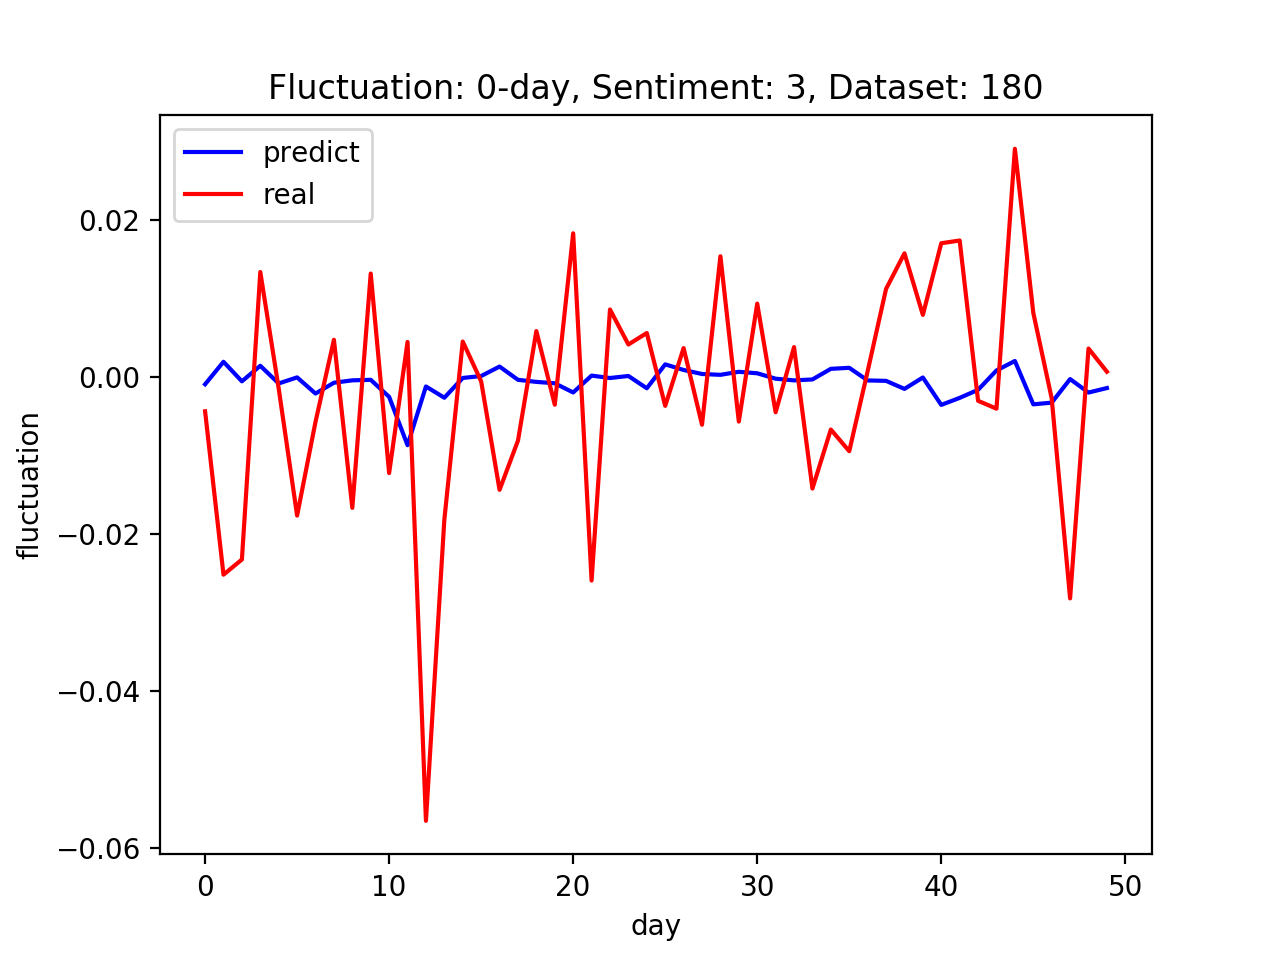 Fluctuation: 0-day, Sentiment: 3, Dataset: 180
predict
real
0.02
0.00
−0.02
−0.04
−0.06
fluctuation
0 10 20 30 40 50
day